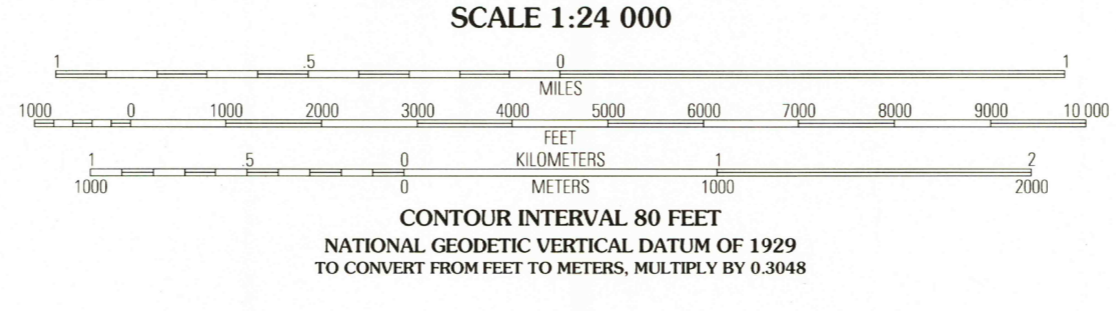 SCALE 1:24 000
1 .5 0 1
MILES
1000 0 1000 2000 3000 4000 5000 6000 7000 8000 9000 10 000
FEET
1 .5 0 KILOMETERS 1 2
1000 0 METERS 1000 2000
CONTOUR INTERVAL 80 FEET
NATIONAL GEODETIC VERTICAL DATUM OF 1929
TO CONVERT FROM FEET TO METERS, MULTIPLY BY 0.3048